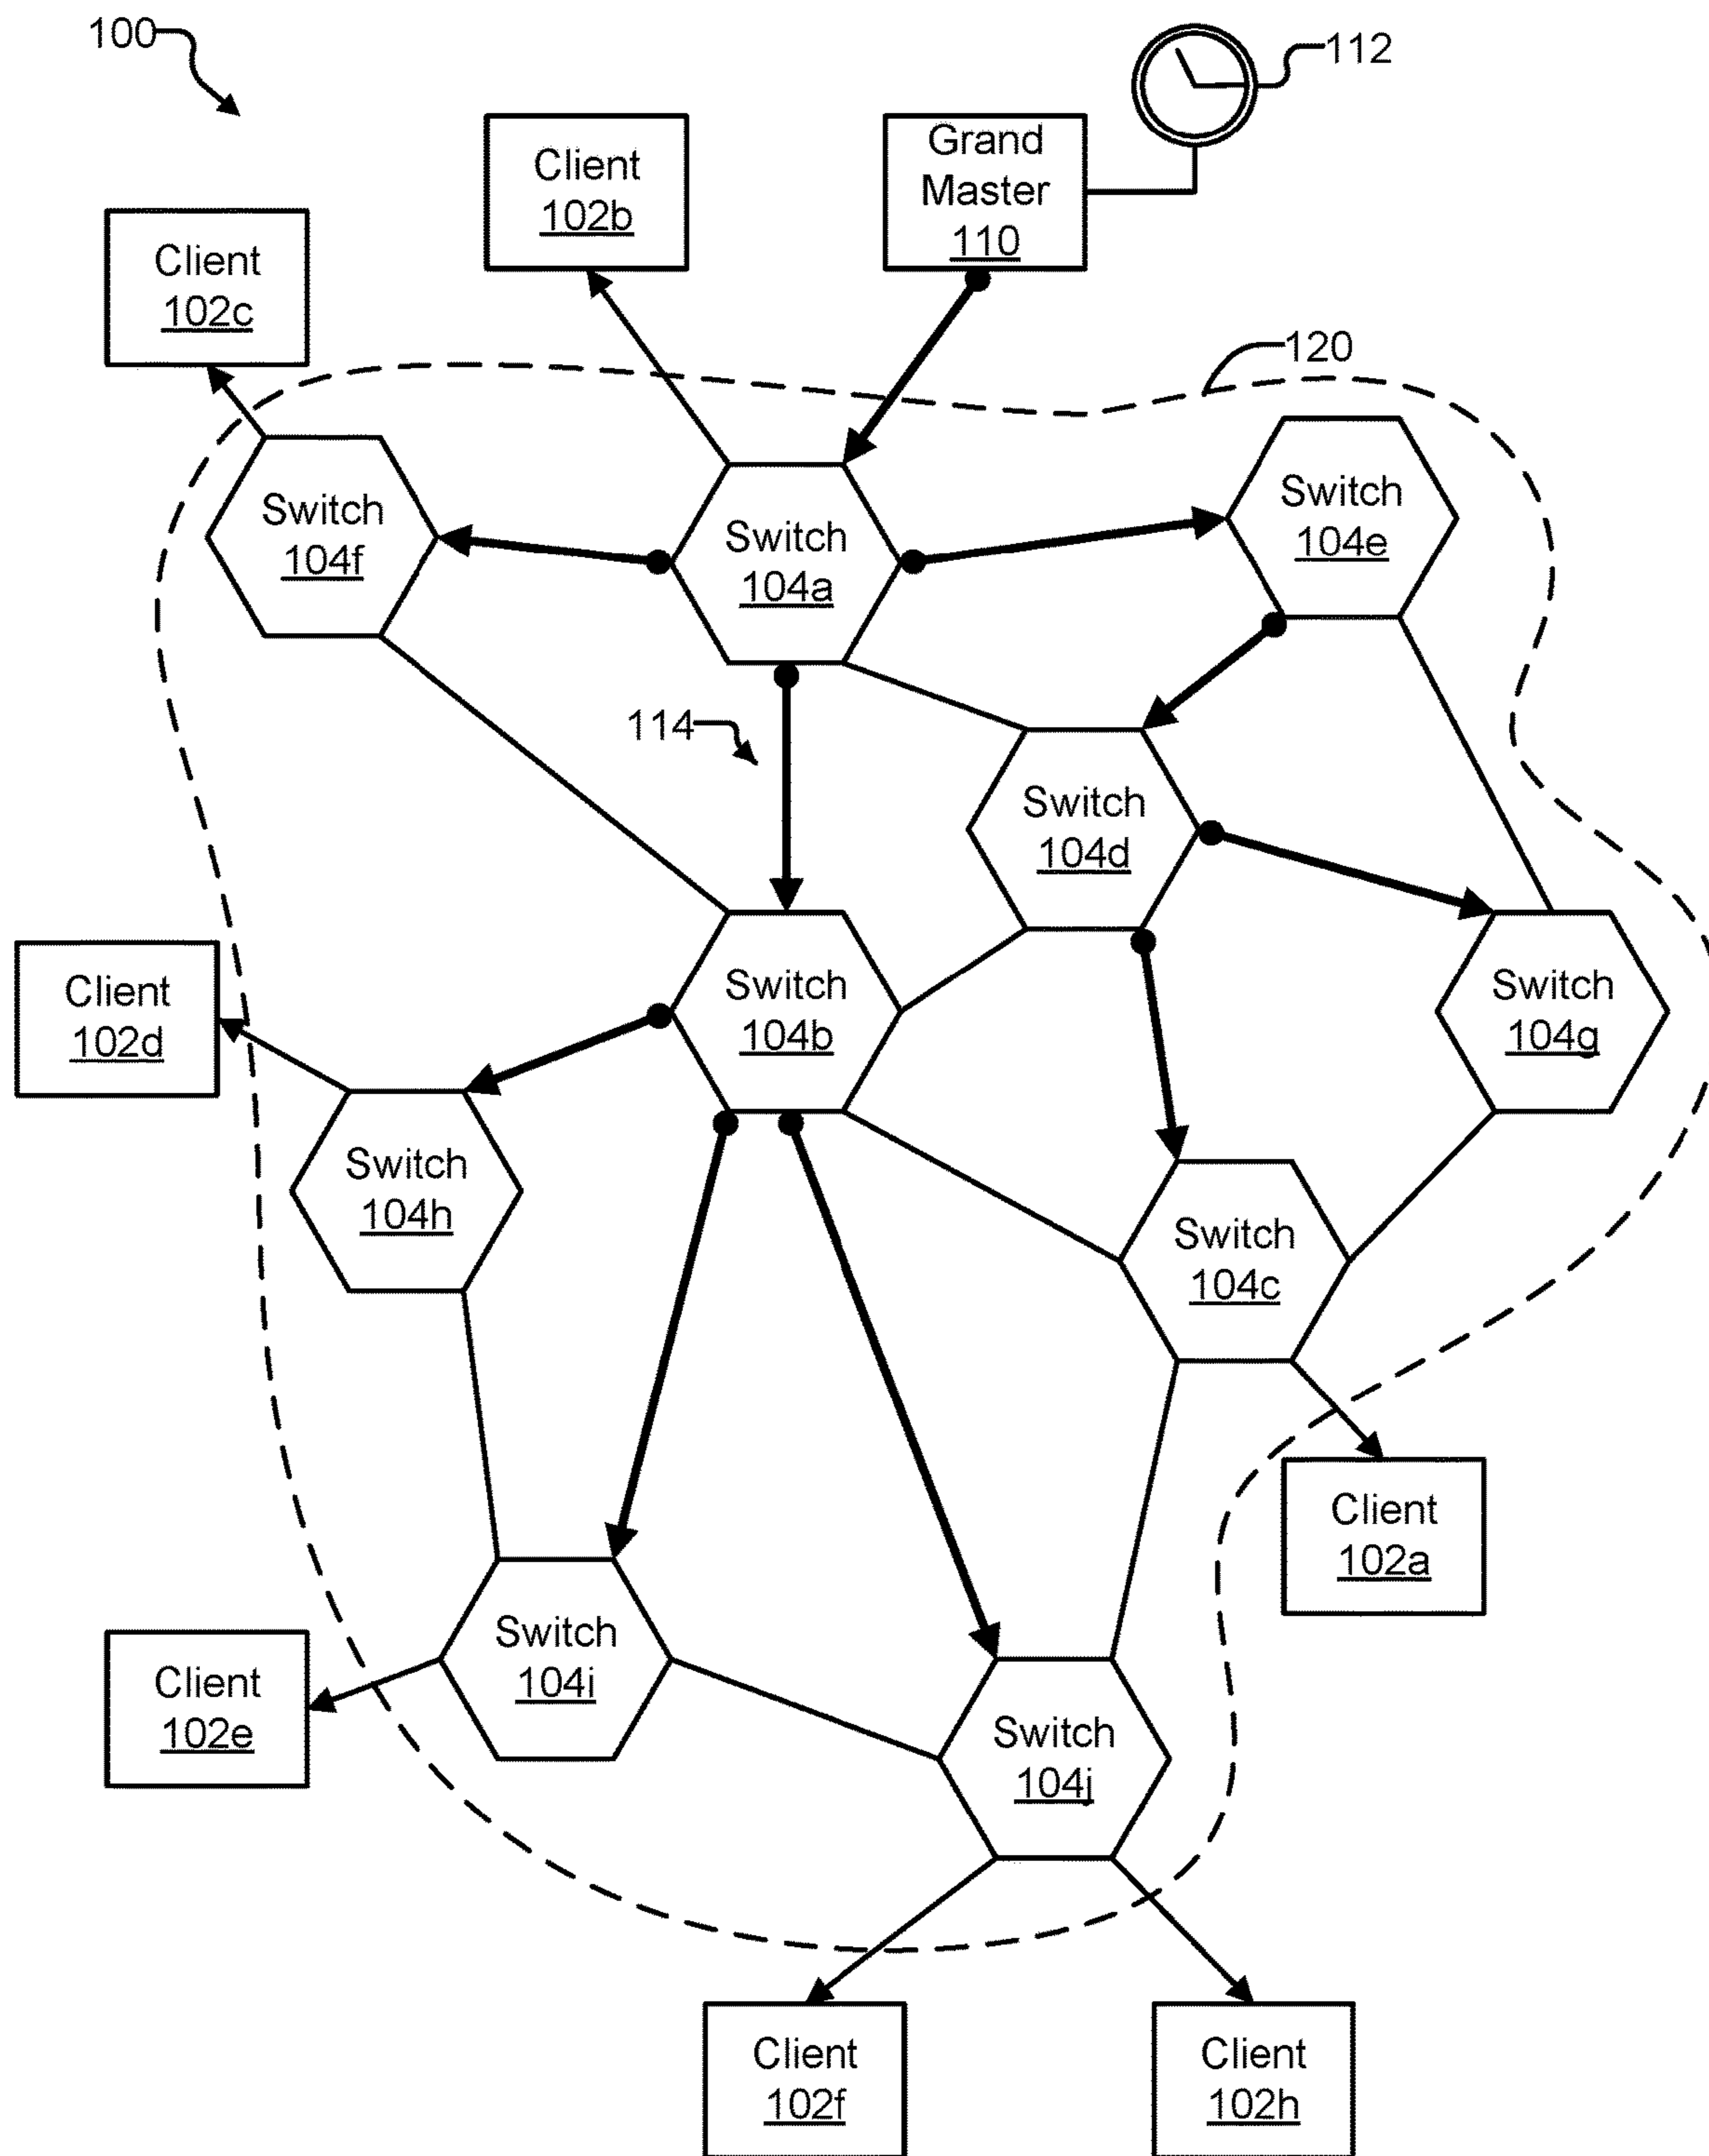 100
112
Grand
Master
110
Client
102b
Client
102c
120
Switch
104e
Switch
104f
Switch
104a
114
Switch
104d
Client
102d
Switch
104b
Switch
104g
Switch
104h
Switch
104c
Client
102a
Switch
104i
Client
102e
Switch
104j
Client
102f
Client
102h